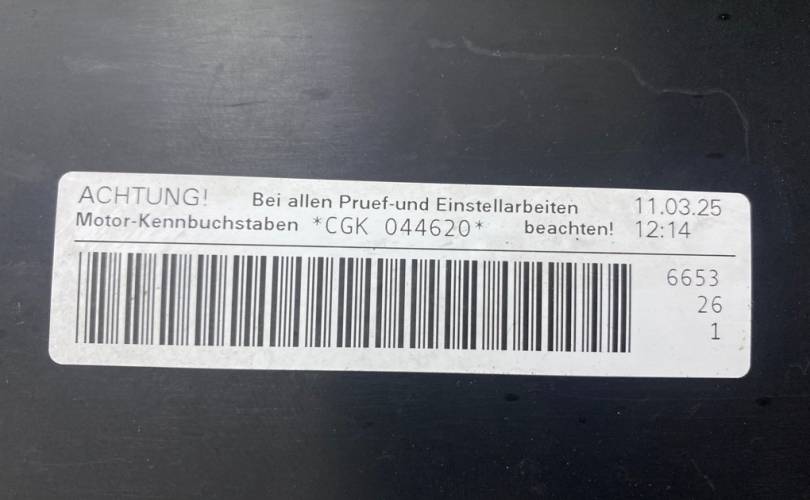 ACHTUNG! Bei allen Pruef-und Einstellarbeiten 11.03.25
Motor-Kennbuchstaben *CGK 044620* beachten! 12:14
6653
26
1